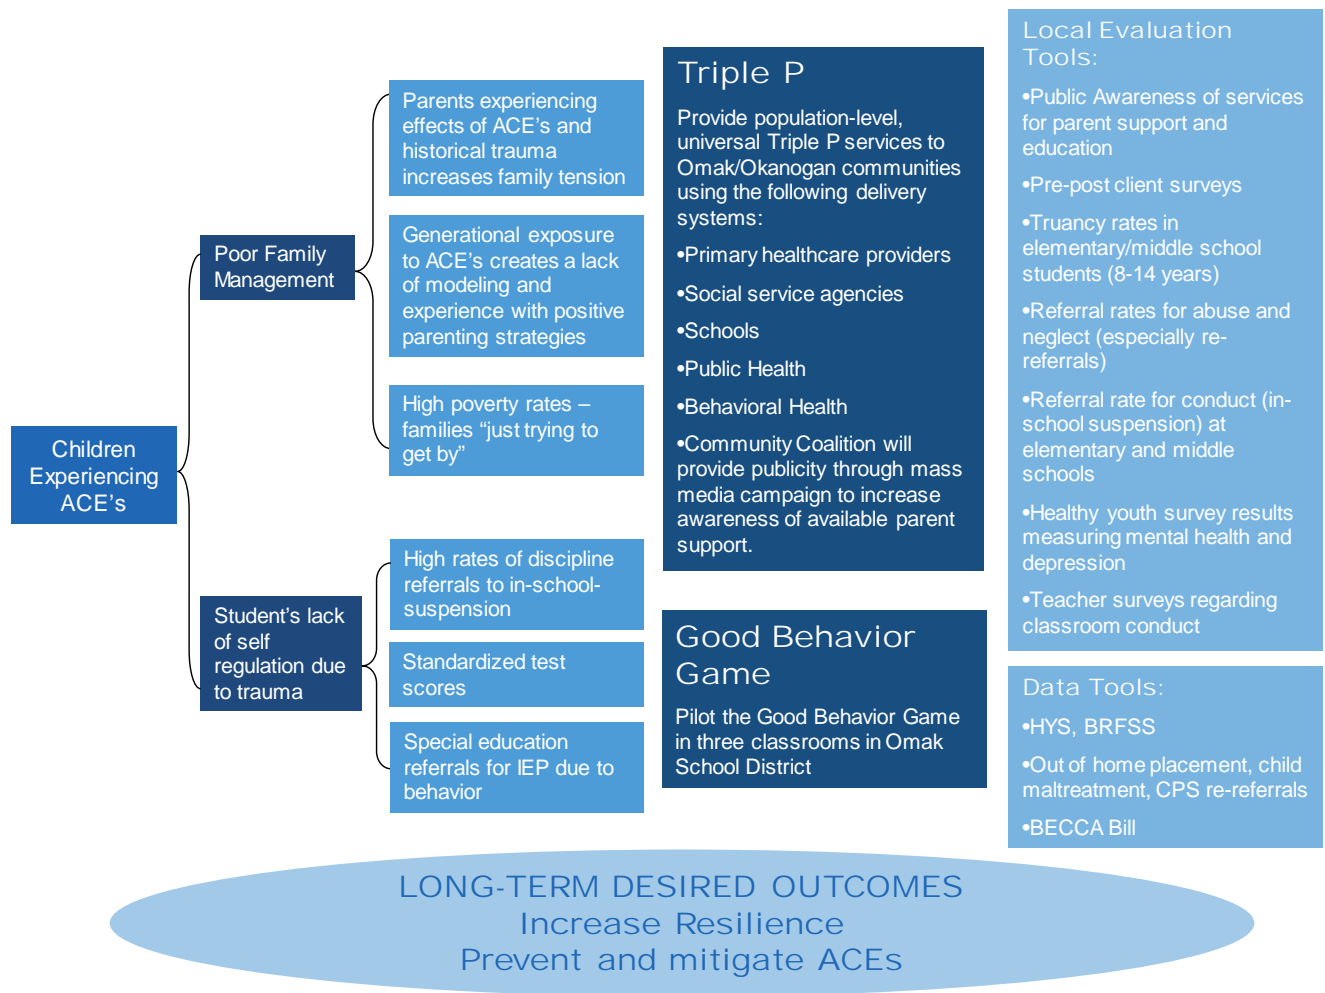 Children
Experiencing
ACE's
Poor Family
Management
Student's lack
of self
regulation due
to trauma
Parents experiencing
effects of ACE's and
historical trauma
increases family tension
Generational exposure
to ACE's creates a lack
of modeling and
experience with positive
parenting strategies
High poverty rates –
families “just trying to
get by”
High rates of discipline
referrals to in-school-
suspension
Standardized test
scores
Special education
referrals for IEP due to
behavior
Triple P
Provide population-level,
universal Triple P services to
Omak/Okanogan communities
using the following delivery
systems:
•Primary healthcare providers
•Social service agencies
•Schools
•Public Health
•Behavioral Health
•Community Coalition will
provide publicity through mass
media campaign to increase
awareness of available parent
support.
Good Behavior
Game
Pilot the Good Behavior Game
in three classrooms in Omak
School District
Local Evaluation
Tools:
•Public Awareness of services
for parent support and
education
•Pre-post client surveys
•Truancy rates in
elementary/middle school
students (8-14 years)
•Referral rates for abuse and
neglect (especially re-
referrals)
•Referral rate for conduct (in-
school suspension) at
elementary and middle
schools
•Healthy youth survey results
measuring mental health and
depression
•Teacher surveys regarding
classroom conduct
Data Tools:
•HYS, BRFSS
•Out of home placement, child
maltreatment, CPS re-referrals
•BECCA Bill
LONG-TERM DESIRED OUTCOMES
Increase Resilience
Prevent and mitigate ACEs